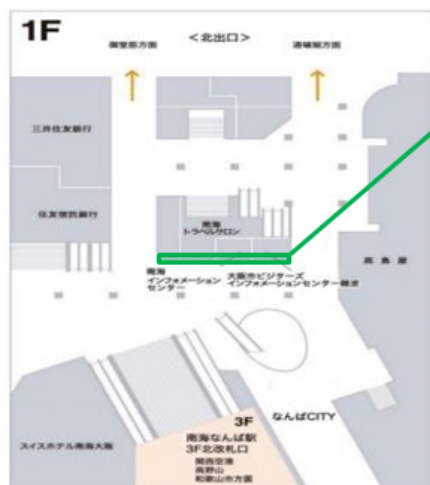 1F
<北出口>
御堂筋方面
道頓堀方面
三井住友銀行
住友信託銀行
南海
トラベルサロン
高島屋
南海
インフォメーション
センター
大阪市ビジターズ
インフォメーションセンター難波
なんばCITY
スイスホテル南海大阪
3F
南海なんば駅
3F北改札口
関西空港
高野山
和歌山市方面